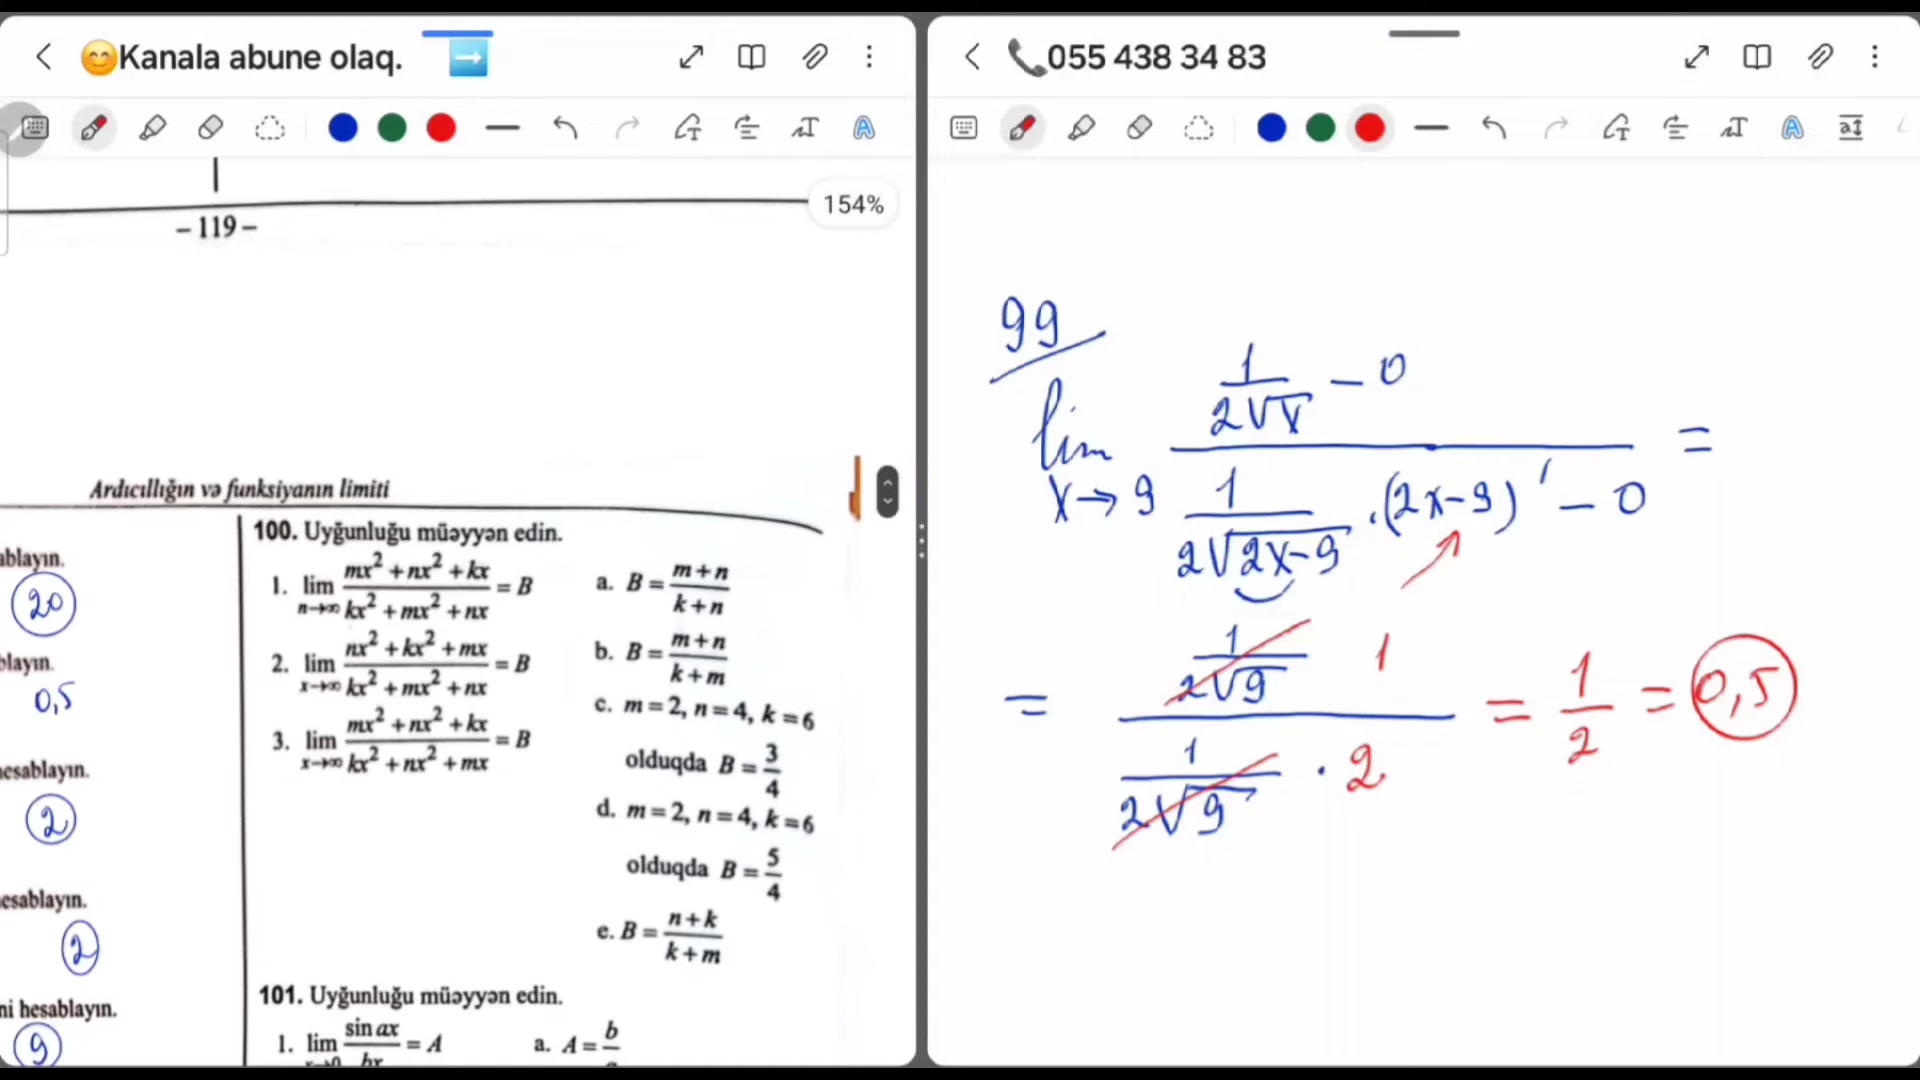 😊Kanala abune olaq. ➡
154%
– 119 –
Ardıcıllığın və funksiyanın limiti
ablayın.
20
blayın.
0,5
hesablayın.
2
esablayın.
2
ni hesablayın.
9
100. Uyğunluğu müəyyən edin.
1. lim n→∞ (mx² + nx² + kx)/(kx² + mx² + nx) = B
2. lim x→∞ (nx² + kx² + mx)/(kx² + mx² + nx) = B
3. lim x→∞ (mx² + nx² + kx)/(kx² + nx² + mx) = B
a. B = (m + n)/(k + n)
b. B = (m + n)/(k + m)
c. m = 2, n = 4, k = 6
olduqda B = 3/4
d. m = 2, n = 4, k = 6
olduqda B = 5/4
e. B = (n + k)/(k + m)
101. Uyğunluğu müəyyən edin.
1. lim sin ax / bx = A
a. A = b
📞055 438 34 83
99
lim x→9 (1/(2√x) − 0)/(1/(2√(2x−9)) · (2x−9)′ − 0) =
= (1/(2√9) 1)/(1/(2√9) · 2) = 1/2 = 0,5